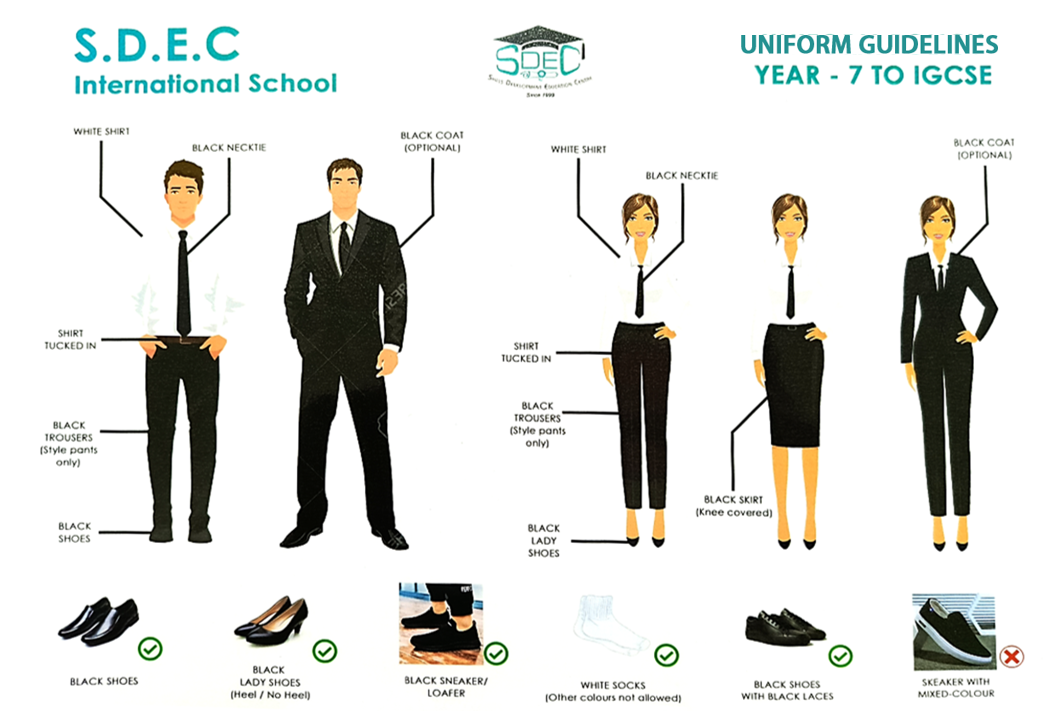 S.D.E.C
International School
SDEC
SKILLS DEVELOPMENT EDUCATION CENTRE
Since 1999
UNIFORM GUIDELINES
YEAR - 7 TO IGCSE
WHITE SHIRT
BLACK NECKTIE
BLACK COAT
(OPTIONAL)
SHIRT
TUCKED IN
BLACK
TROUSERS
(Style pants
only)
BLACK
SHOES
WHITE SHIRT
BLACK NECKTIE
BLACK COAT
(OPTIONAL)
SHIRT
TUCKED IN
BLACK
TROUSERS
(Style pants
only)
BLACK SKIRT
(Knee covered)
BLACK
LADY
SHOES
BLACK SHOES
BLACK
LADY SHOES
(Heel / No Heel)
BLACK SNEAKER/
LOAFER
WHITE SOCKS
(Other colours not allowed)
BLACK SHOES
WITH BLACK LACES
SKEAKER WITH
MIXED-COLOUR